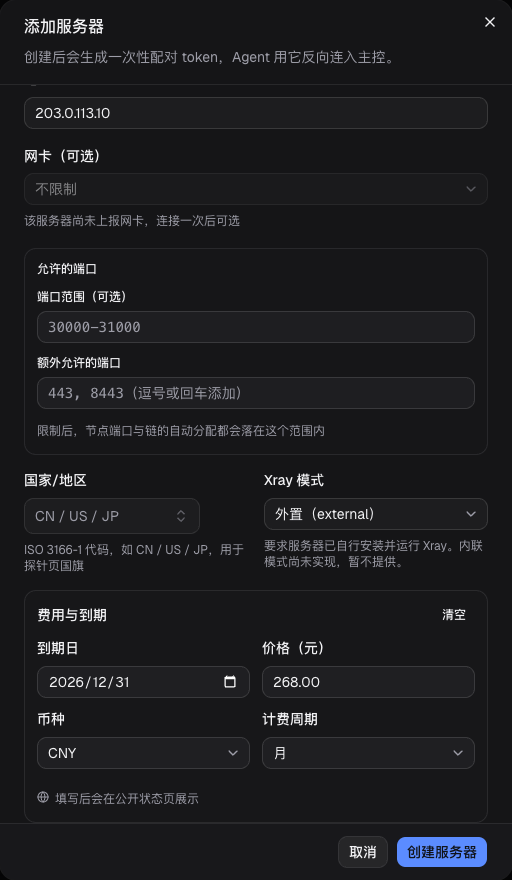 添加服务器
创建后会生成一次性配对 token，Agent 用它反向连入主控。
203.0.113.10
网卡（可选）
不限制
该服务器尚未上报网卡，连接一次后可选
允许的端口
端口范围（可选）
30000-31000
额外允许的端口
443, 8443（逗号或回车添加）
限制后，节点端口与链的自动分配都会落在这个范围内
国家/地区
CN / US / JP
ISO 3166-1 代码，如 CN / US / JP，用于
探针页国旗
Xray 模式
外置（external）
要求服务器已自行安装并运行 Xray。内联
模式尚未实现，暂不提供。
费用与到期
清空
到期日
2026/12/31
价格（元）
268.00
币种
CNY
计费周期
月
填写后会在公开状态页展示
取消
创建服务器